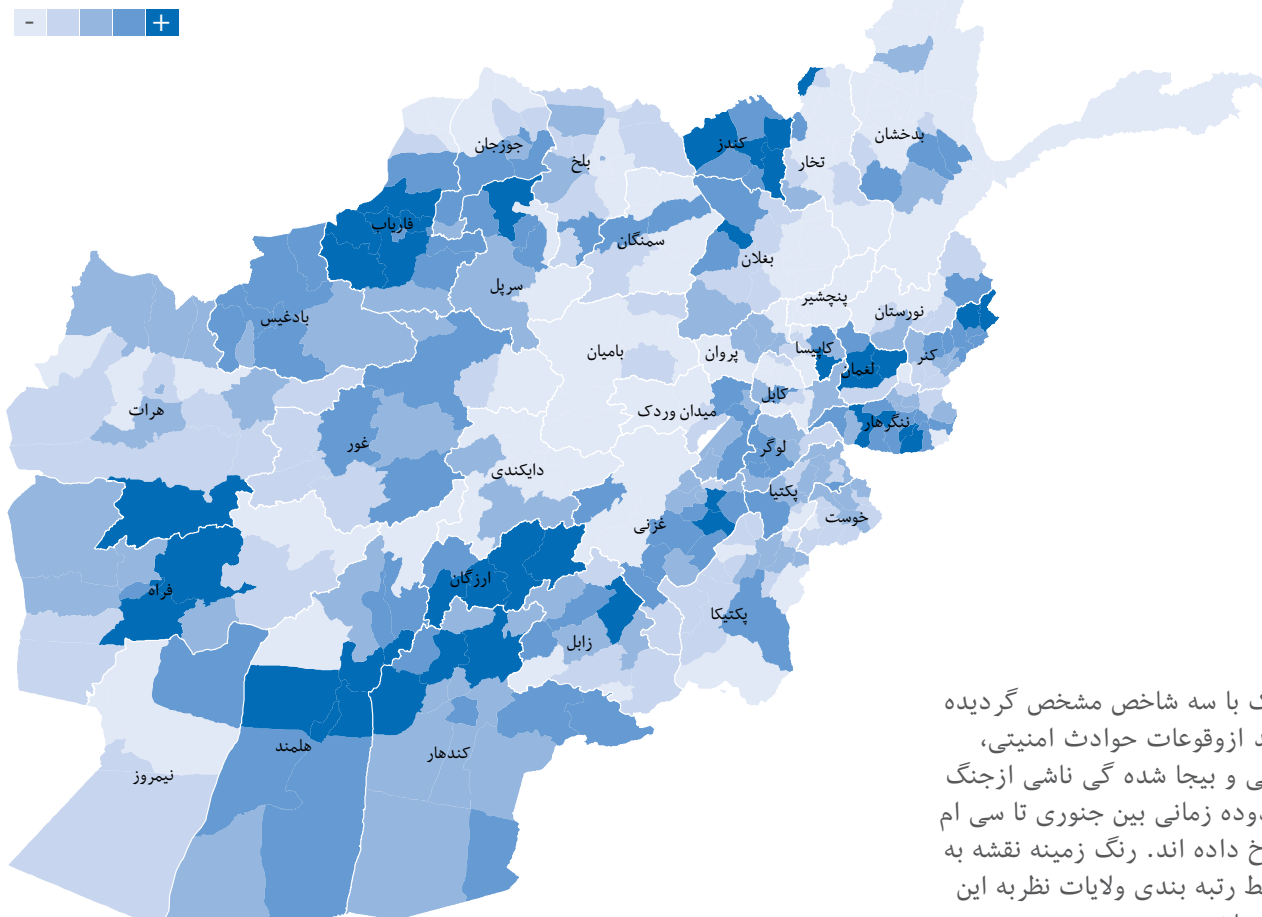 - +
بدخشان
کندز
تخار
جوزجان
بلخ
فاریاب
سمنگان
بغلان
سرپل
پنچشیر
نورستان
بادغیس
کاپیسا
کنر
پروان
بامیان
لغمان
کابل
هرات
میدان وردک
ننگرهار
غور
لوگر
دایکندی
پکتیا
خوست
غزنی
ارزگان
فراه
پکتیکا
زابل
هلمند
کندهار
نیمروز
با سه شاخص مشخص گردیده
ازوقوعات حوادث امنیتی،
و بیجا شده گی ناشی ازجنگ
زمانی بین جنوری تا سی ام
داده اند. رنگ زمینه نقشه به
رتبه بندی ولایات نظربه این